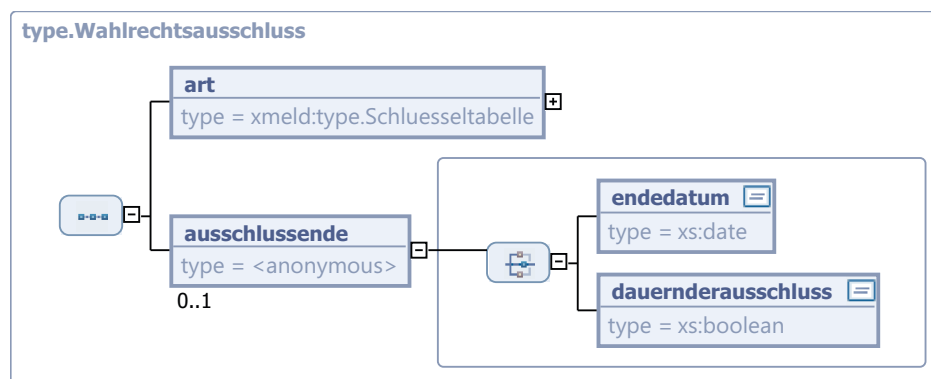 type.Wahlrechtsausschluss
art
type = xmeld:type.Schluesseltabelle
ausschlussende
type = <anonymous>
0..1
endedatum
type = xs:date
dauernderausschluss
type = xs:boolean